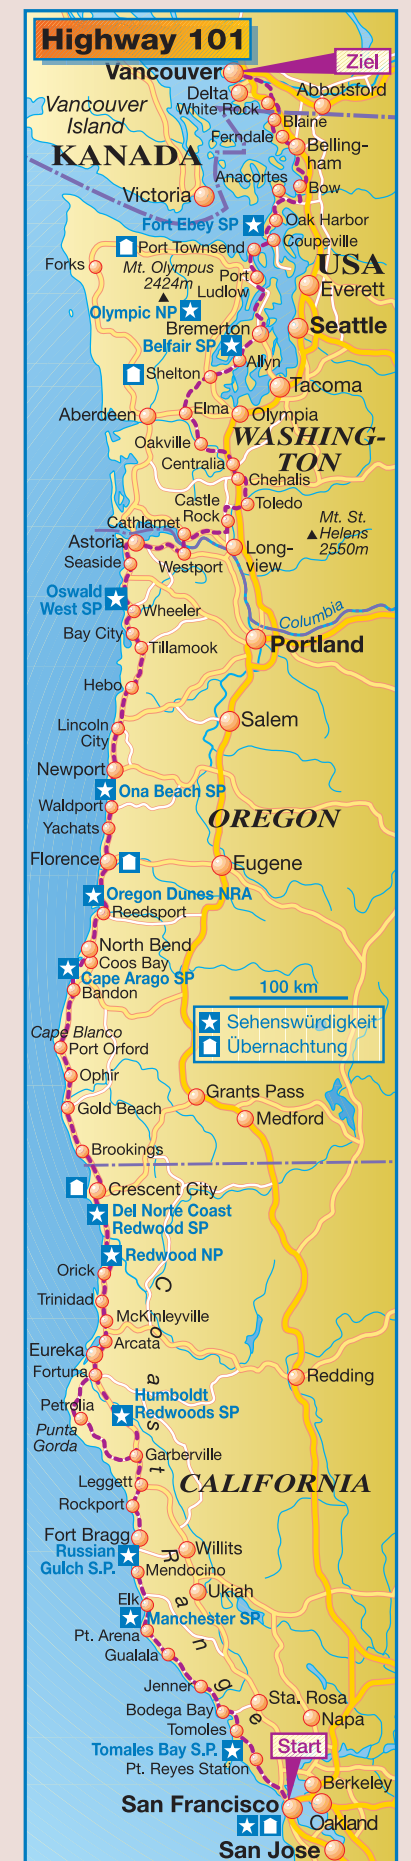 Highway 101
Ziel
Vancouver
Delta
Abbotsford
White Rock
Vancouver
Island
Blaine
Ferndale
Belling-
ham
KANADA
Anacortes
Bow
Victoria
Oak Harbor
Fort Ebey SP
Coupeville
Port Townsend
USA
Forks
Mt. Olympus
2424m
Port
Ludlow
Everett
Olympic NP
Bremerton
Seattle
Belfair SP
Allyn
Shelton
Tacoma
Elma
Aberdeen
Olympia
WASHING-
TON
Oakville
Centralia
Chehalis
Castle
Rock
Toledo
Cathlamet
Mt. St.
Helens
2550m
Astoria
Long-
view
Seaside
Westport
Oswald
West SP
Wheeler
Columbia
Bay City
Portland
Tillamook
Hebo
Salem
Lincoln
City
Newport
Ona Beach SP
Waldport
OREGON
Yachats
Florence
Eugene
Oregon Dunes NRA
Reedsport
North Bend
Coos Bay
Cape Arago SP
100 km
Bandon
Sehenswürdigkeit
Cape Blanco
Übernachtung
Port Orford
Ophir
Grants Pass
Gold Beach
Medford
Brookings
Crescent City
Del Norte Coast
Redwood SP
Redwood NP
Orick
Trinidad
McKinleyville
Coast Range
Arcata
Eureka
Fortuna
Redding
Humboldt
Redwoods SP
Petrolia
Punta
Gorda
Garberville
Leggett
CALIFORNIA
Rockport
Fort Bragg
Willits
Russian
Gulch S.P.
Mendocino
Ukiah
Elk
Manchester SP
Pt. Arena
Gualala
Jenner
Sta. Rosa
Bodega Bay
Napa
Tomoles
Start
Tomales Bay S.P.
Pt. Reyes Station
Berkeley
San Francisco
Oakland
San Jose